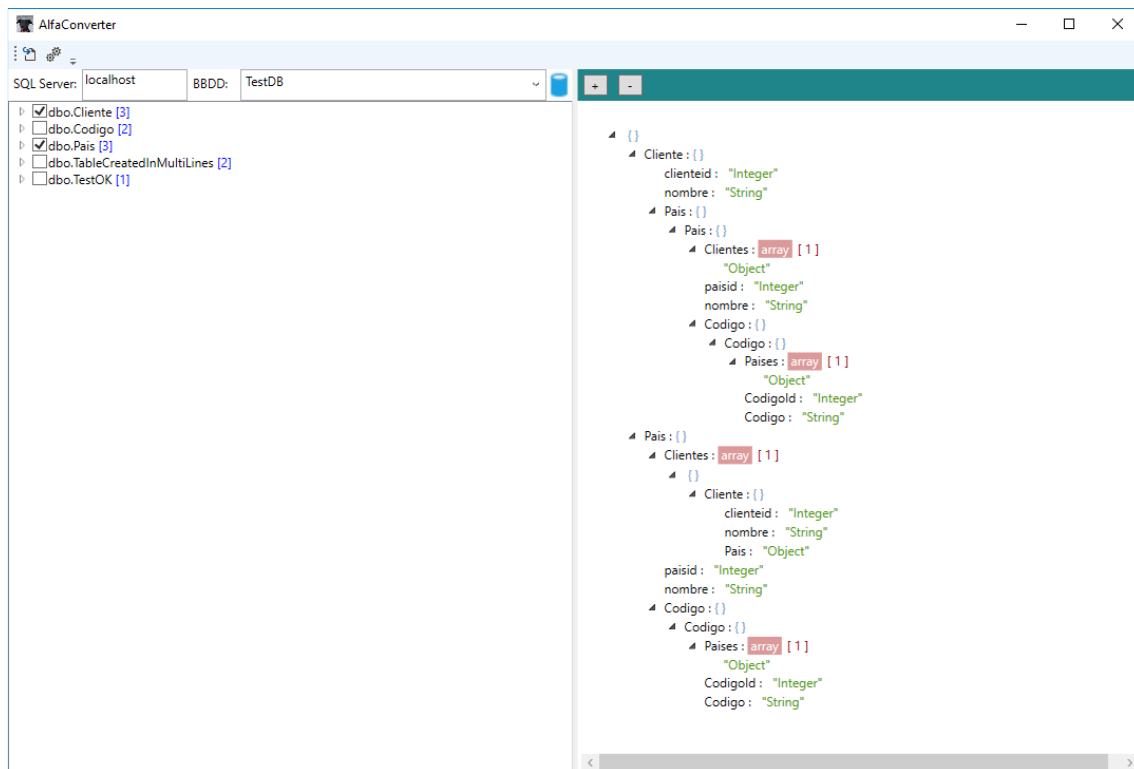 AlfaConverter
SQL Server: localhost BBDD: TestDB
+ -
dbo.Cliente [3]
dbo.Codigo [2]
dbo.Pais [3]
dbo.TableCreatedInMultiLines [2]
dbo.TestOK [1]
{}
Cliente : { }
clienteid : "Integer"
nombre : "String"
Pais : { }
Pais : { }
Clientes : array [ 1 ]
"Object"
paisid : "Integer"
nombre : "String"
Codigo : { }
Codigo : { }
Paises : array [ 1 ]
"Object"
CodigoId : "Integer"
Codigo : "String"
Pais : { }
Clientes : array [ 1 ]
{}
Cliente : { }
clienteid : "Integer"
nombre : "String"
Pais : "Object"
paisid : "Integer"
nombre : "String"
Codigo : { }
Codigo : { }
Paises : array [ 1 ]
"Object"
CodigoId : "Integer"
Codigo : "String"